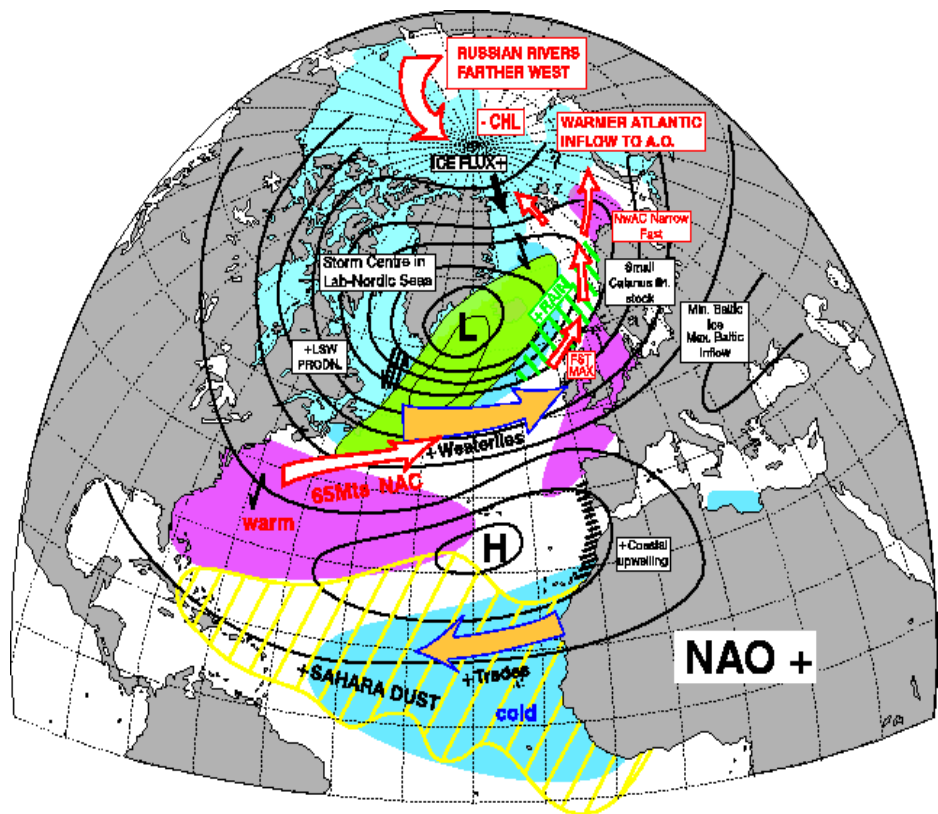 RUSSIAN RIVERS
FARTHER WEST
- CHL
WARMER ATLANTIC
INFLOW TO A.O.
ICE FLUX+
?
NwAC Narrow
Fast
Storm Centre in
Lab-Nordic Seas
Small
Calanus fin.
stock
+RAIN
Min. Baltic
Ice
Max. Baltic
Inflow
L
+LSW
PRODN.
FST
MAX
+Westerlies
65Mts NAC
warm
H
+Coastal
upwelling
NAO +
+SAHARA DUST
+Trades
cold